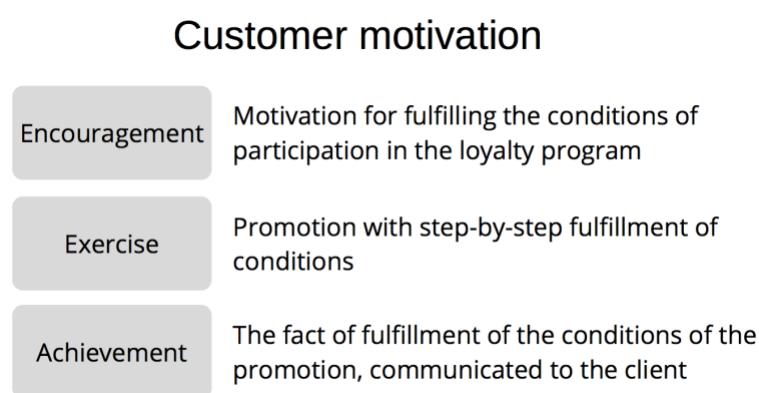 Customer motivation
Encouragement
Motivation for fulfilling the conditions of
participation in the loyalty program
Exercise
Promotion with step-by-step fulfillment of
conditions
Achievement
The fact of fulfillment of the conditions of the
promotion, communicated to the client